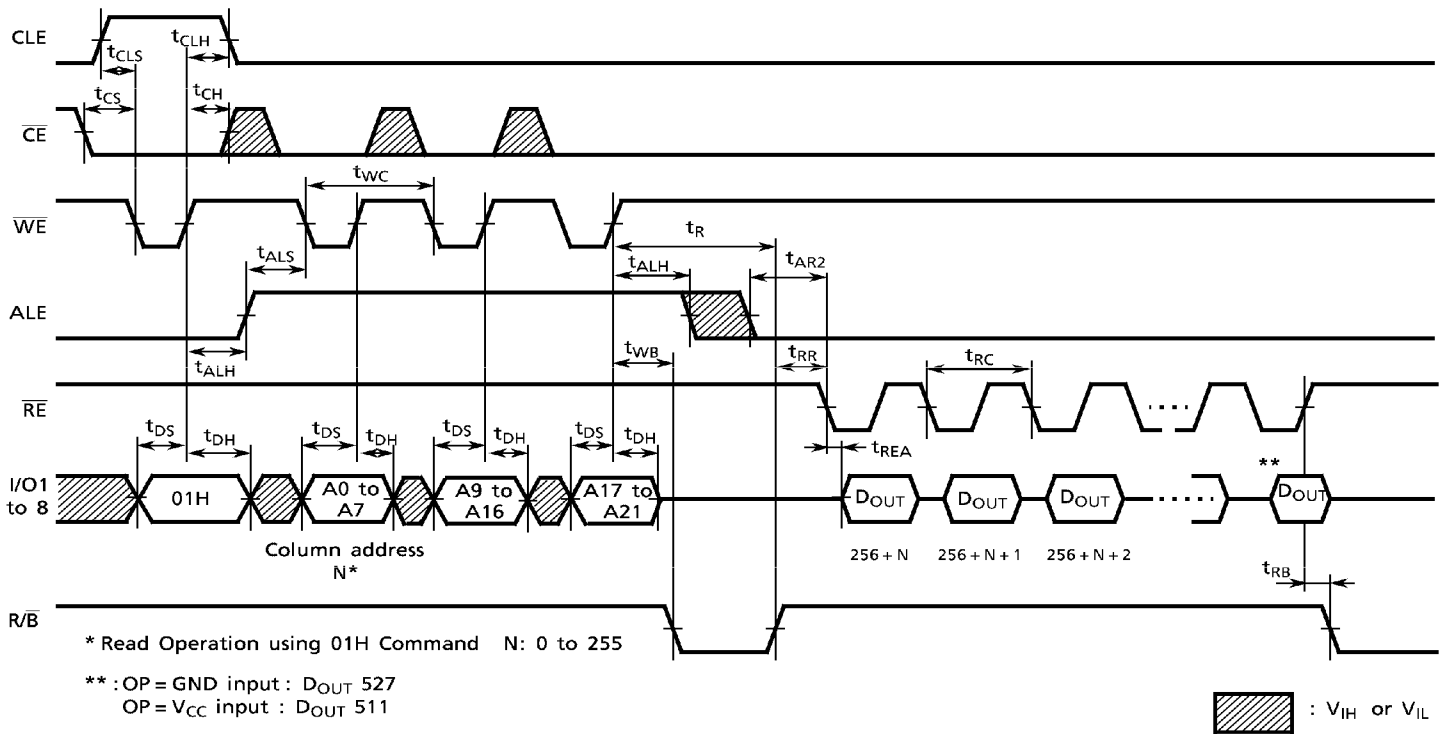 CLE
tCLS
tCLH
tCS
tCH
CE
tWC
WE
tR
tALS
tALH
tAR2
ALE
tALH
tWB
tRR
tRC
RE
tDS
tDH
tDS
tDH
tDS
tDH
tDS
tDH
tREA
**
I/O1
to 8
01H
A0 to
A7
A9 to
A16
A17 to
A21
DOUT
DOUT
DOUT
DOUT
Column address
N*
256 + N
256 + N + 1
256 + N + 2
tRB
R/B
* Read Operation using 01H Command N: 0 to 255
** : OP = GND input : DOUT 527
OP = VCC input : DOUT 511
: VIH or VIL